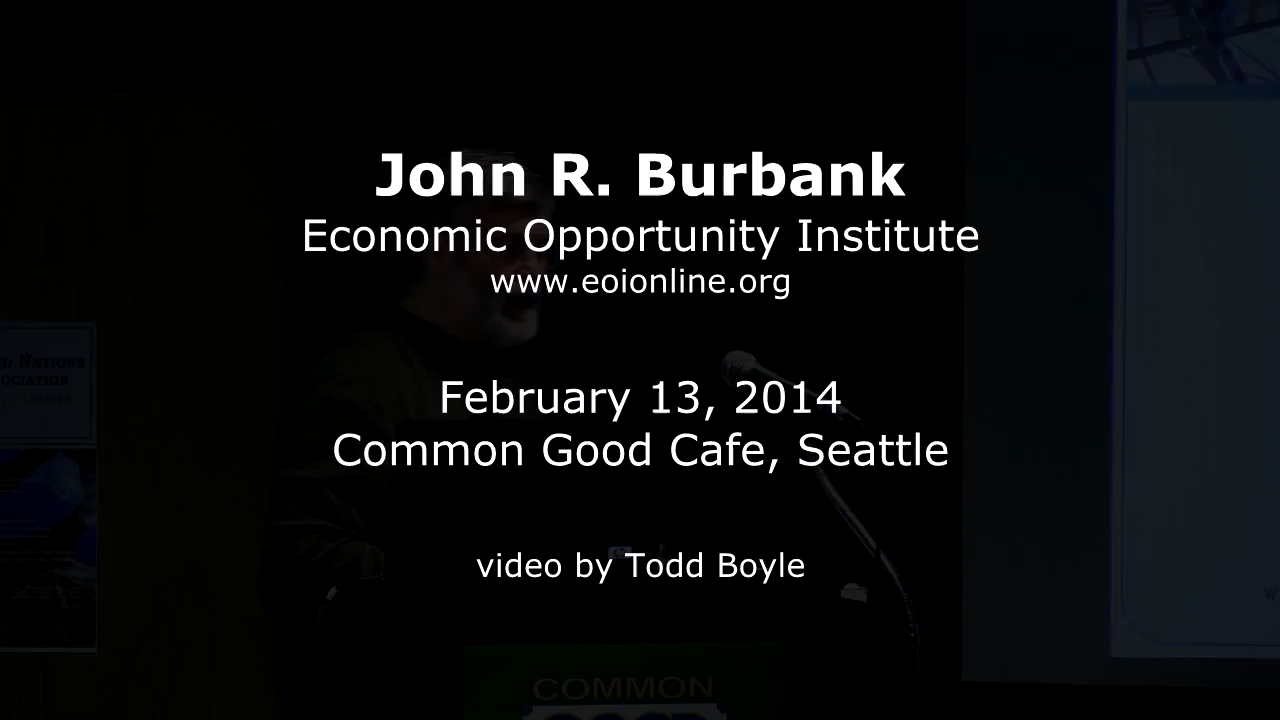 John R. Burbank
Economic Opportunity Institute
www.eoionline.org
February 13, 2014
Common Good Cafe, Seattle
video by Todd Boyle
NATIONS
COMMON